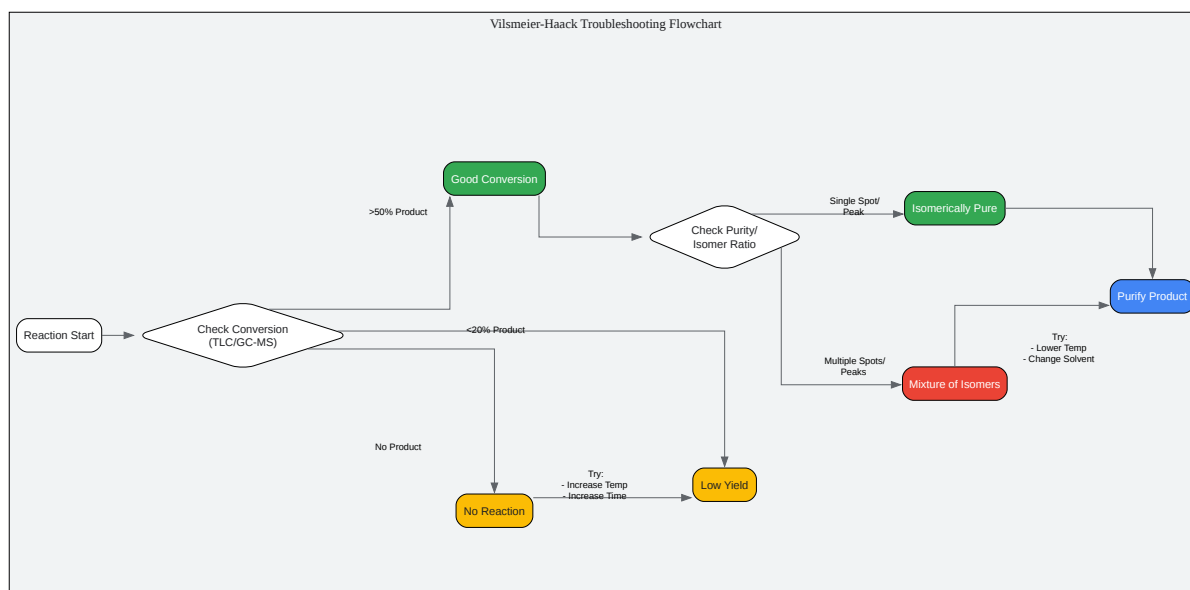 Vilsmeier-Haack Troubleshooting Flowchart
Good Conversion
>50% Product
Single Spot/
Peak
Isomerically Pure
Check Purity/
Isomer Ratio
Purify Product
Reaction Start
Check Conversion
(TLC/GC-MS)
<20% Product
Try:
- Lower Temp
- Change Solvent
Multiple Spots/
Peaks
Mixture of Isomers
No Product
Try:
- Increase Temp
- Increase Time
Low Yield
No Reaction